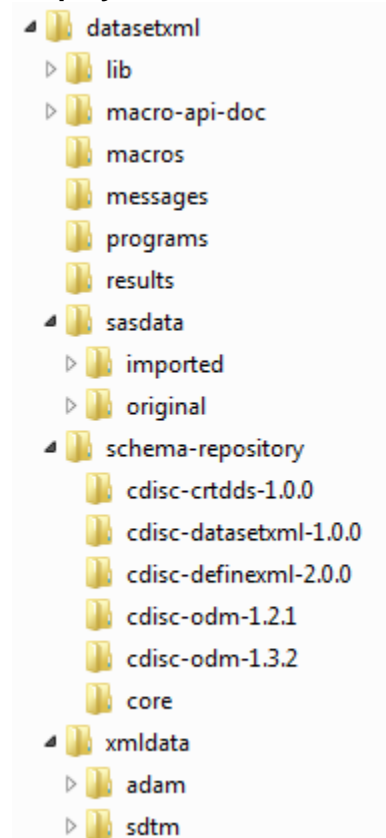 datasetxml
lib
macro-api-doc
macros
messages
programs
results
sasdata
imported
original
schema-repository
cdisc-crtdds-1.0.0
cdisc-datasetxml-1.0.0
cdisc-definexml-2.0.0
cdisc-odm-1.2.1
cdisc-odm-1.3.2
core
xmldata
adam
sdtm